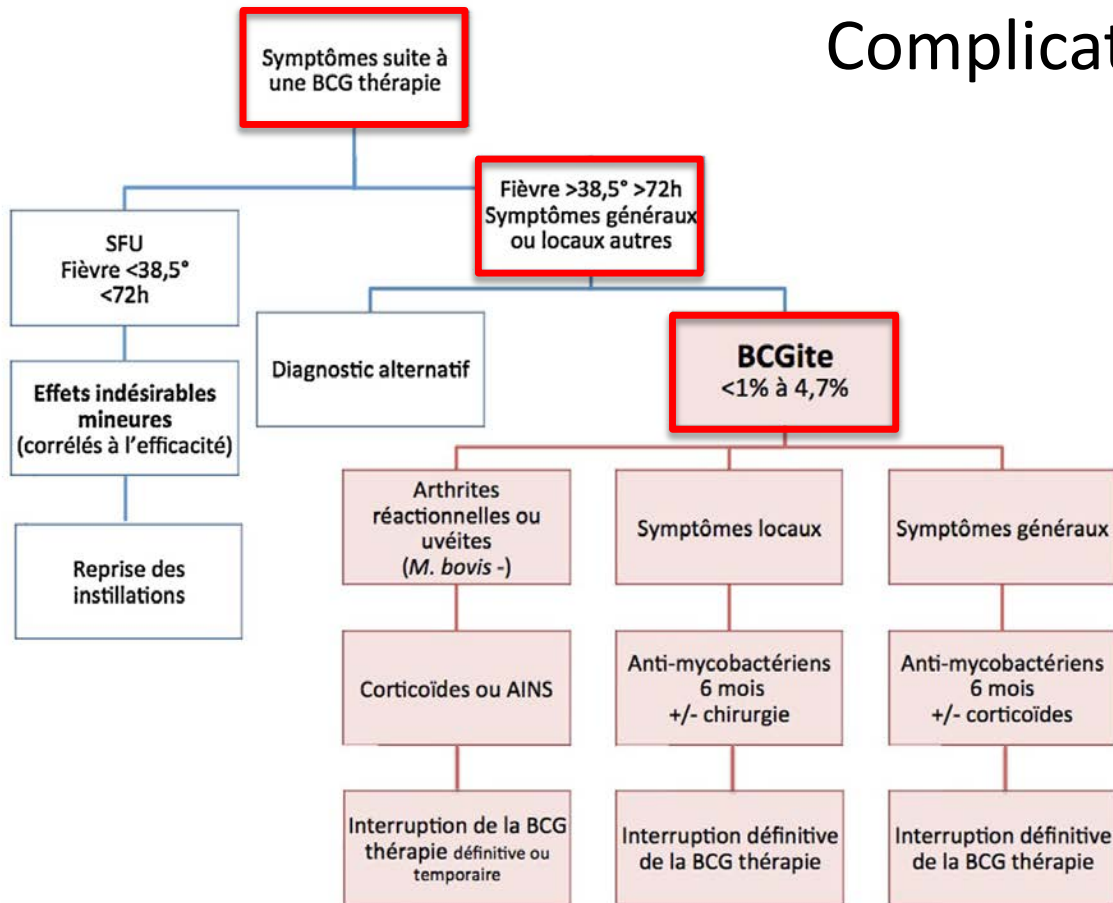 Complicat
Symptômes suite à
une BCG thérapie
SFU
Fièvre <38,5°
<72h
Fièvre >38,5° >72h
Symptômes généraux
ou locaux autres
Effets indésirables
mineures
(corrélés à l'efficacité)
Reprise des
instillations
Diagnostic alternatif
BCGite
<1% à 4,7%
Arthrites
réactionnelles ou
uvéites
(M. bovis -)
Symptômes locaux
Symptômes généraux
Corticoïdes ou AINS
Anti-mycobactériens
6 mois
+/- chirurgie
Anti-mycobactériens
6 mois
+/- corticoïdes
Interruption de la BCG
thérapie définitive ou
temporaire
Interruption définitive
de la BCG thérapie
Interruption définitive
de la BCG thérapie